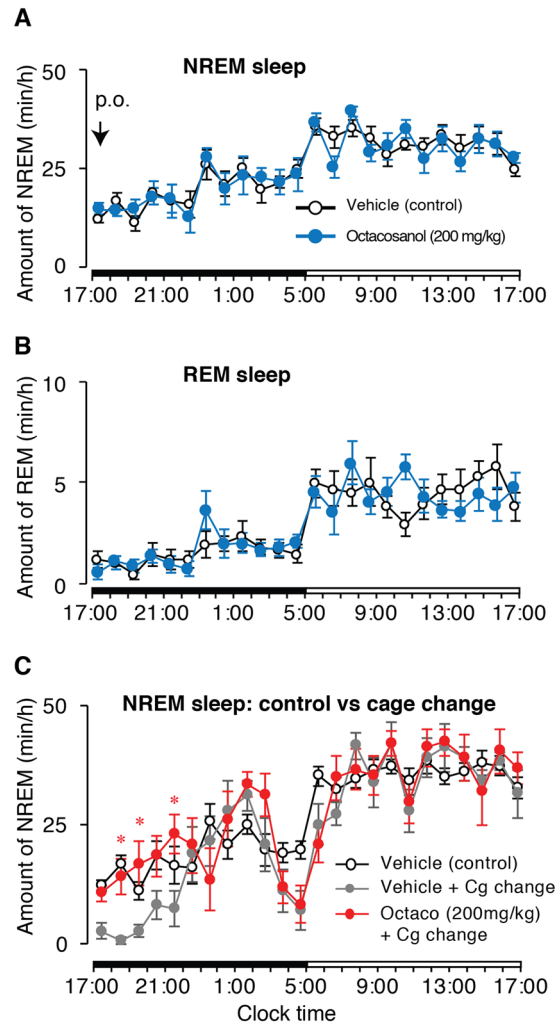 A
NREM sleep
Amount of NREM (min/h)
50
25
0
p.o.
Vehicle (control)
Octacosanol (200 mg/kg)
17:00 21:00 1:00 5:00 9:00 13:00 17:00
B
REM sleep
Amount of REM (min/h)
10
5
0
17:00 21:00 1:00 5:00 9:00 13:00 17:00
C
NREM sleep: control vs cage change
Amount of NREM (min/h)
50
25
0
* * *
Vehicle (control)
Vehicle + Cg change
Octaco (200mg/kg)
+ Cg change
17:00 21:00 1:00 5:00 9:00 13:00 17:00
Clock time